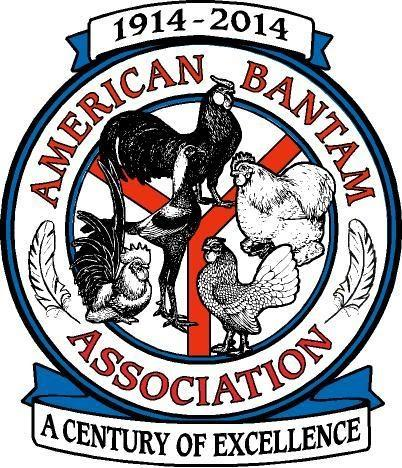 1914-2014
AMERICAN BANTAM
ASSOCIATION
A CENTURY OF EXCELLENCE